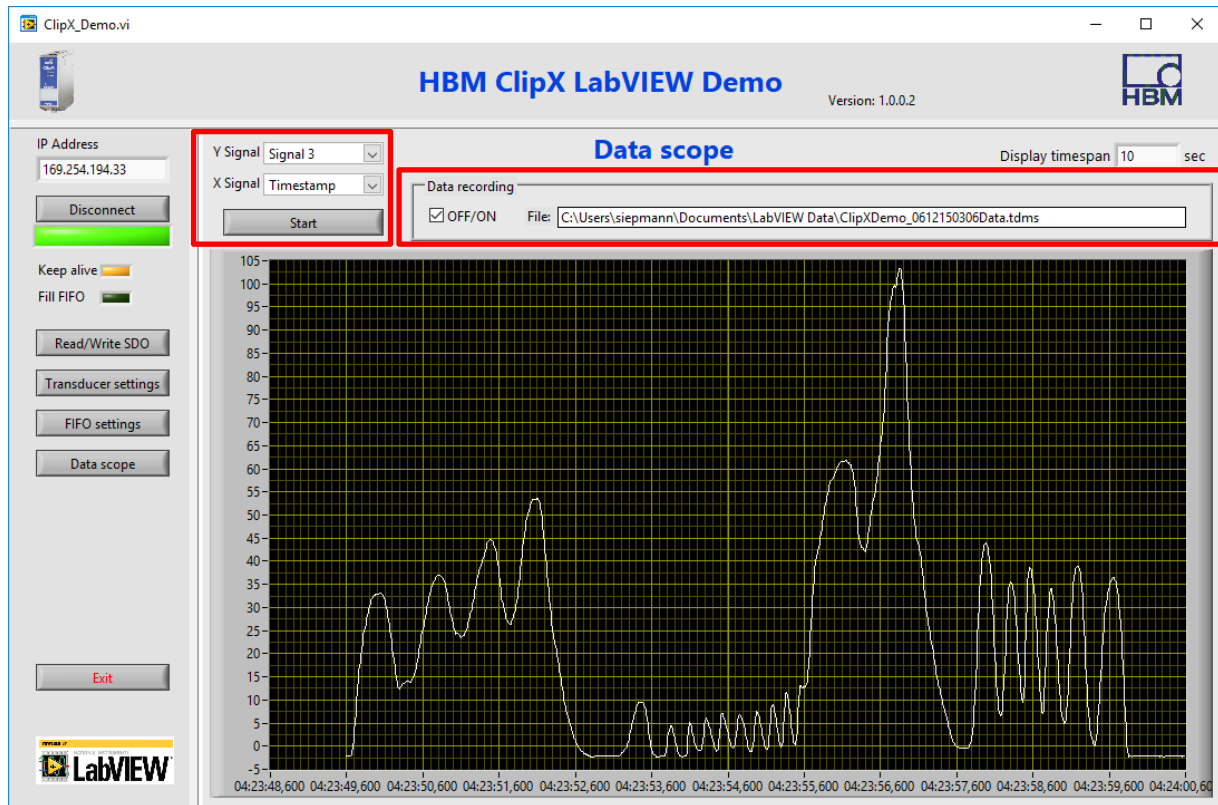 ClipX_Demo.vi
HBM ClipX LabVIEW Demo
Version: 1.0.0.2
HBM
IP Address
169.254.194.33
Disconnect
Keep alive
Fill FIFO
Read/Write SDO
Transducer settings
FIFO settings
Data scope
Exit
NATIONAL INSTRUMENTS
LabVIEW
Y Signal Signal 3
X Signal Timestamp
Start
Data scope
Display timespan 10 sec
Data recording
OFF/ON File: C:\Users\siepmann\Documents\LabVIEW Data\ClipXDemo_0612150306Data.tdms
105
100
95
90
85
80
75
70
65
60
55
50
45
40
35
30
25
20
15
10
5
0
-5
04:23:48,600 04:23:49,600 04:23:50,600 04:23:51,600 04:23:52,600 04:23:53,600 04:23:54,600 04:23:55,600 04:23:56,600 04:23:57,600 04:23:58,600 04:23:59,600 04:24:00,60